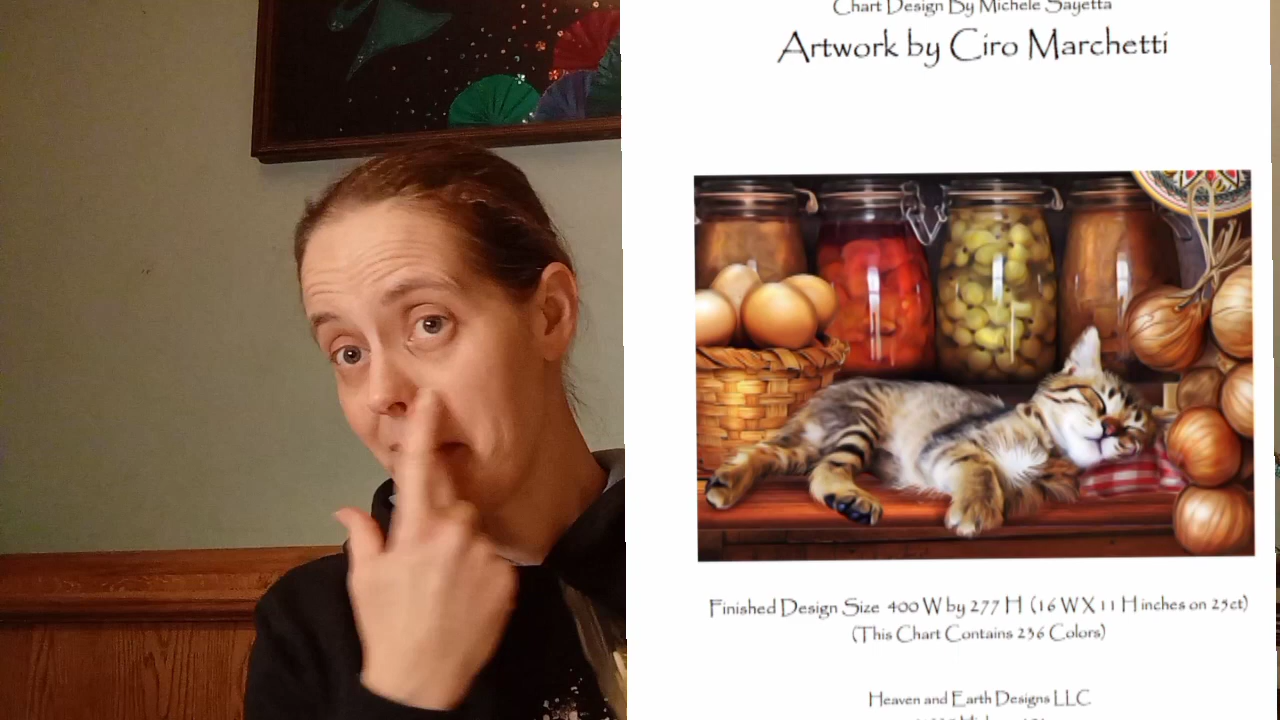 Chart Design By Michele Sayetta
Artwork by Ciro Marchetti
Finished Design Size 400 W by 277 H (16 W X 11 H inches on 25ct)
(This Chart Contains 236 Colors)
Heaven and Earth Designs LLC